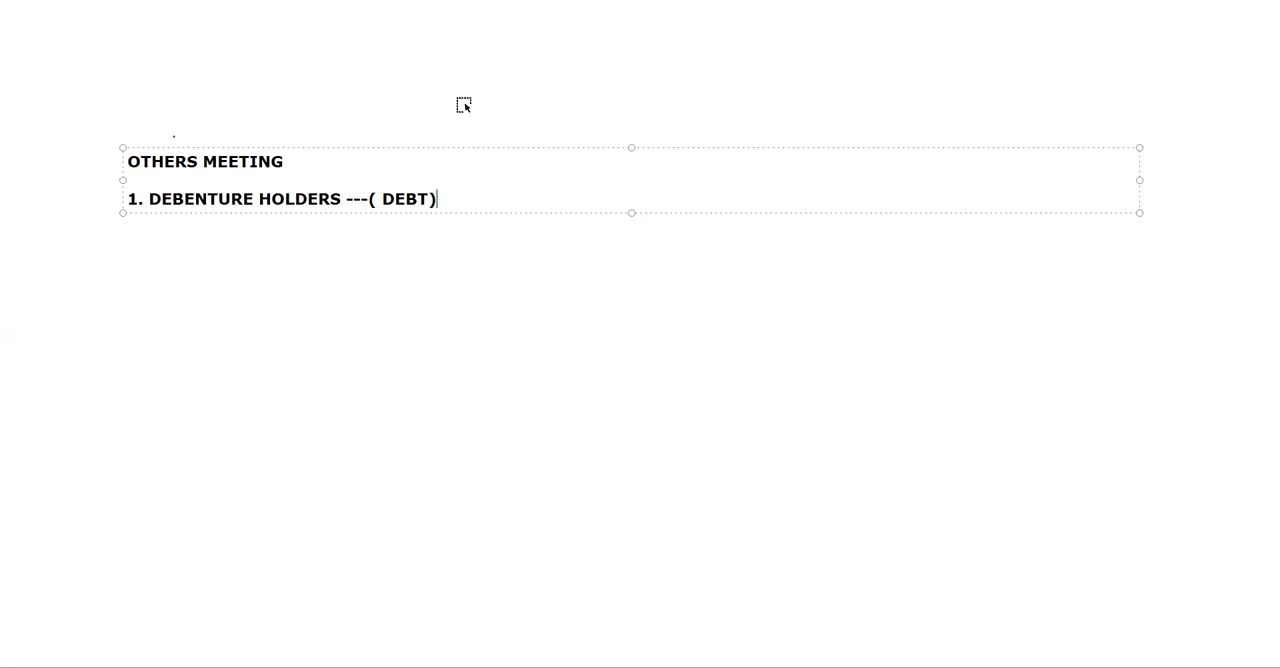 OTHERS MEETING
1. DEBENTURE HOLDERS ---( DEBT)